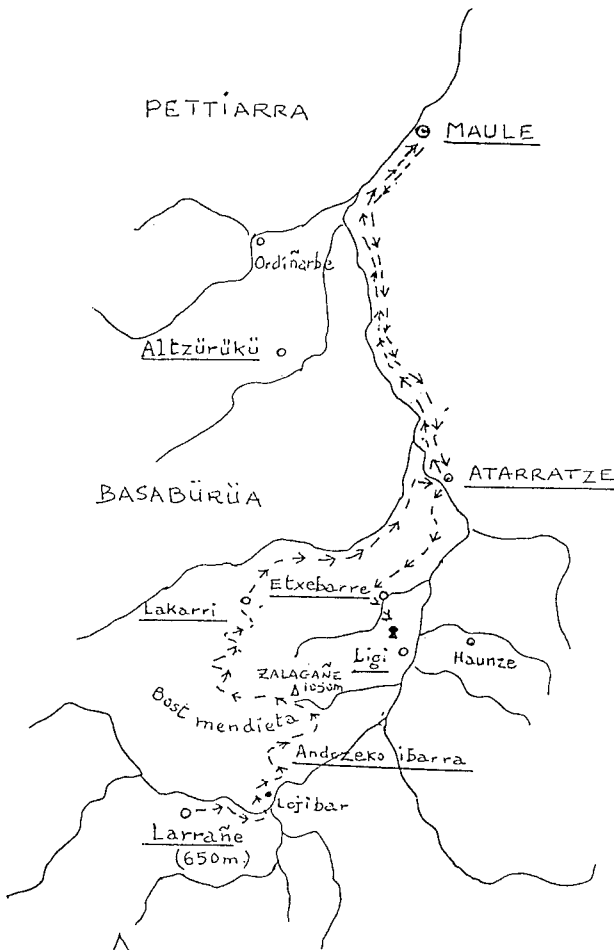 PETTIARRA
MAULE
Ordiñarbe
Altzürükü
ATARRATZE
BASABÜRÜA
Etxebarre
Lakarri
Ligi
Haunze
ZALAGAÑE
Bost mendieta
Andozeko ibarra
Lojibar
Larrañe
(650m.)